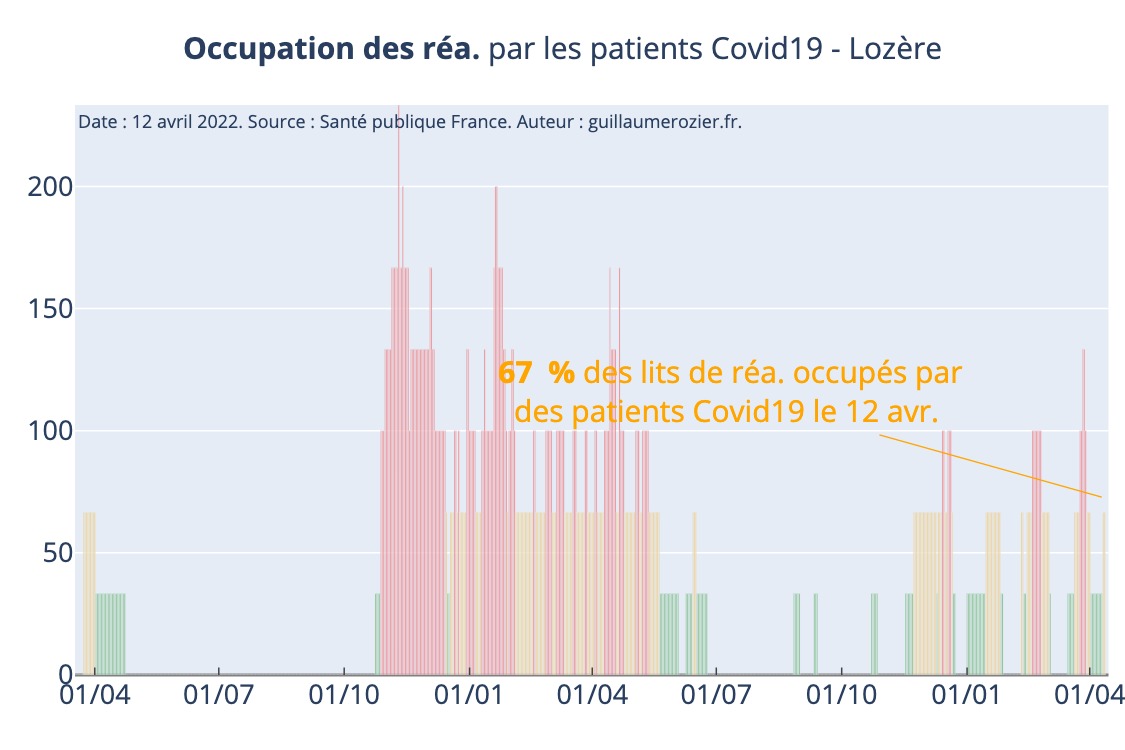 Occupation des réa. par les patients Covid19 - Lozère
Date : 12 avril 2022. Source : Santé publique France. Auteur : guillaumerozier.fr.
200
150
67 % des lits de réa. occupés par
des patients Covid19 le 12 avr.
100
50
0
01/04 01/07 01/10 01/01 01/04 01/07 01/10 01/01 01/04